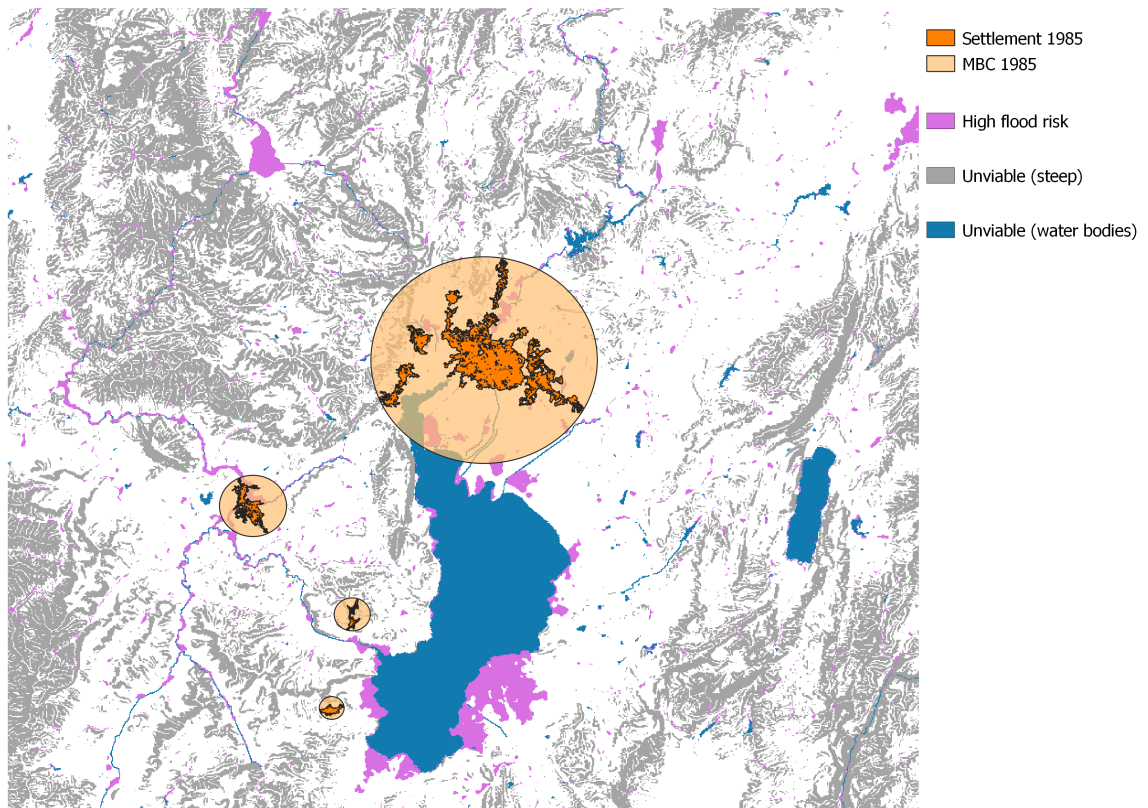 Settlement 1985
MBC 1985
High flood risk
Unviable (steep)
Unviable (water bodies)